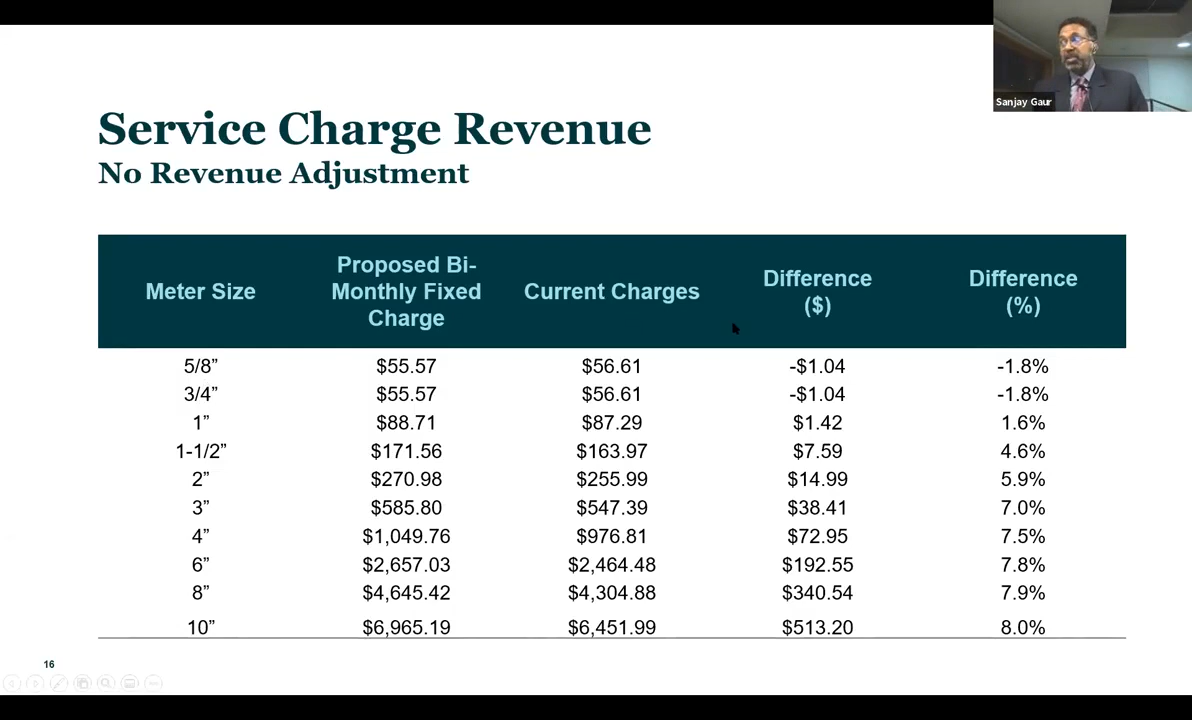 Sanjay Gaur
Service Charge Revenue
No Revenue Adjustment
Meter Size
Proposed Bi-
Monthly Fixed
Charge
Current Charges
Difference
($)
Difference
(%)
5/8” $55.57 $56.61 -$1.04 -1.8%
3/4” $55.57 $56.61 -$1.04 -1.8%
1” $88.71 $87.29 $1.42 1.6%
1-1/2” $171.56 $163.97 $7.59 4.6%
2” $270.98 $255.99 $14.99 5.9%
3” $585.80 $547.39 $38.41 7.0%
4” $1,049.76 $976.81 $72.95 7.5%
6” $2,657.03 $2,464.48 $192.55 7.8%
8” $4,645.42 $4,304.88 $340.54 7.9%
10” $6,965.19 $6,451.99 $513.20 8.0%
16